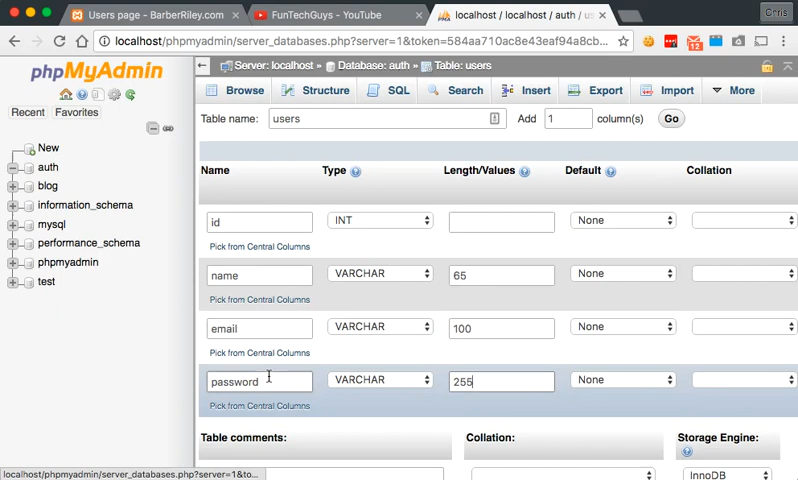 Users page - BarberRiley.com
FunTechGuys - YouTube
localhost / localhost / auth / us
Chris
localhost/phpmyadmin/server_databases.php?server=1&token=584aa710ac8e43eaf94a8cb...
12
phpMyAdmin
Recent Favorites
New
auth
blog
information_schema
mysql
performance_schema
phpmyadmin
test
Server: localhost » Database: auth » Table: users
Browse Structure SQL Search Insert Export Import More
Table name: users Add 1 column(s) Go
Name Type Length/Values Default Collation
id INT None
Pick from Central Columns
name VARCHAR 65 None
Pick from Central Columns
email VARCHAR 100 None
Pick from Central Columns
password VARCHAR 255 None
Pick from Central Columns
Table comments: Collation: Storage Engine:
InnoDB
localhost/phpmyadmin/server_databases.php?server=1&to...